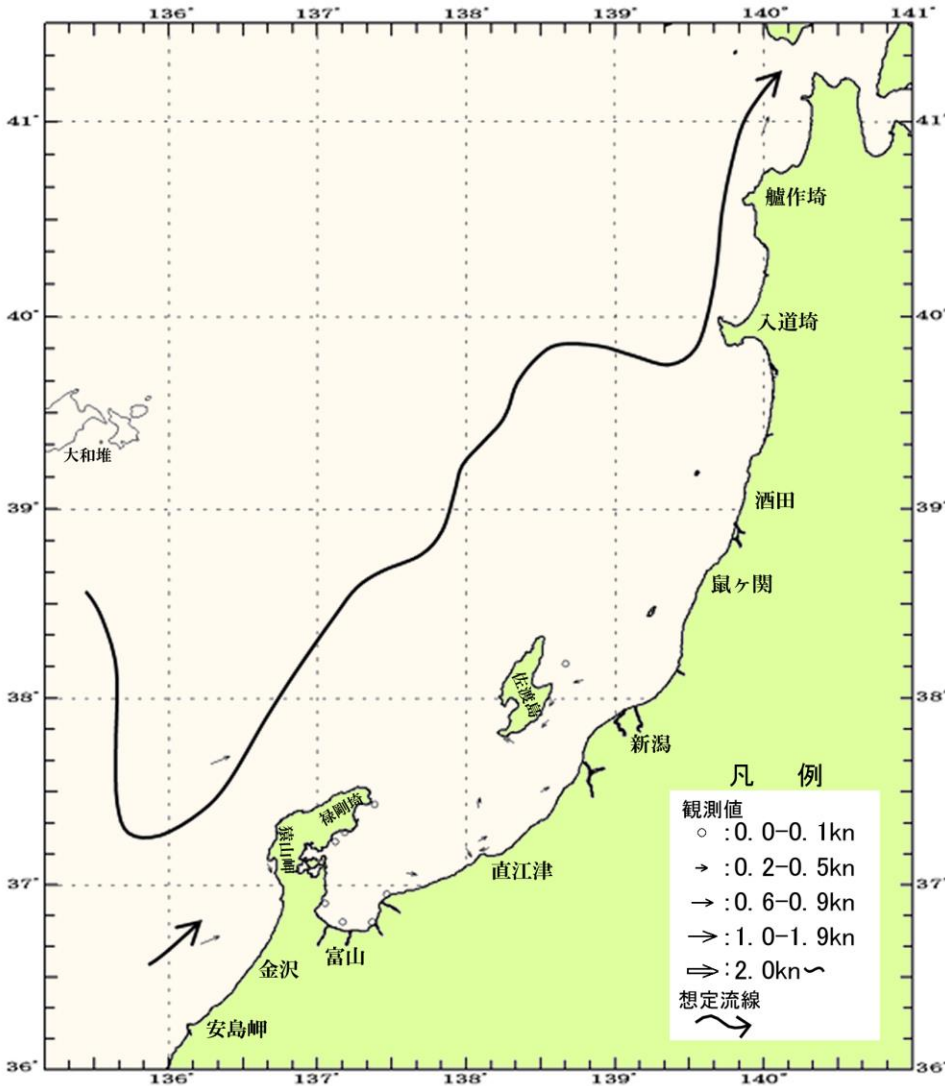 136° 137° 138° 139° 140° 141°
41° 41°
艫作埼
40° 入道埼 40°
大和堆
39° 酒田 39°
鼠ヶ関
佐渡島
38° 38°
新潟
禄剛埼
猿山岬
37° 直江津 37°
富山
金沢
安島岬
36° 36°
136° 137° 138° 139° 140° 141°
凡 例
観測値
○ :0.0-0.1kn
→ :0.2-0.5kn
→ :0.6-0.9kn
→ :1.0-1.9kn
⇒ :2.0kn~
想定流線